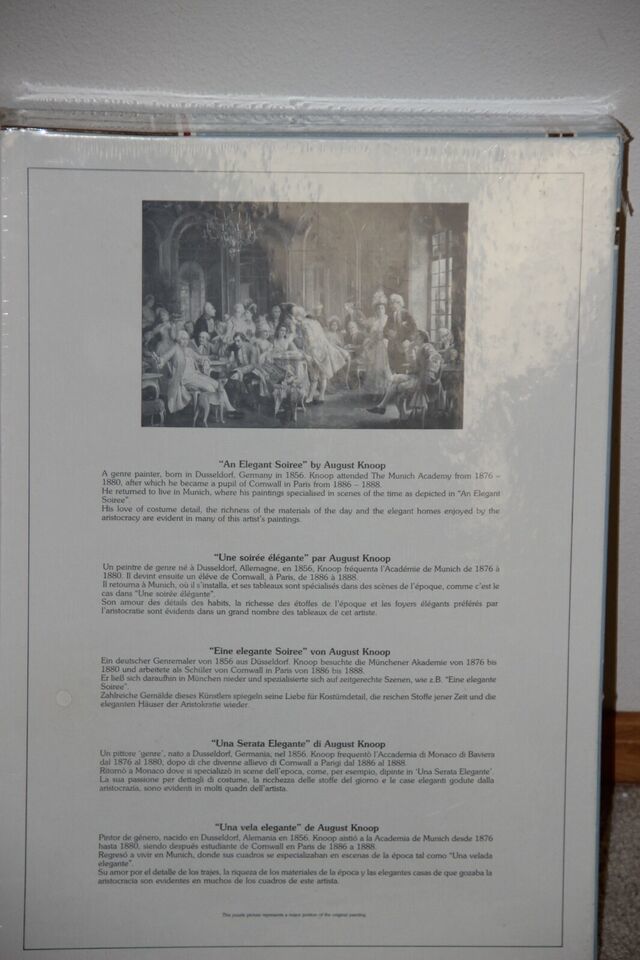 “An Elegant Soiree” by August Knoop
A genre painter, born in Dusseldorf, Germany in 1856. Knoop attended The Munich Academy from 1876 –
1880, after which he became a pupil of Cornwall in Paris from 1886 – 1888.
He returned to live in Munich, where his paintings specialised in scenes of the time as depicted in “An Elegant
Soiree”.
His love of costume detail, the richness of the materials of the day and the elegant homes enjoyed by the
aristocracy are evident in many of this artist's paintings.
“Une soirée élégante” par August Knoop
Un peintre de genre né à Dusseldorf, Allemagne, en 1856, Knoop fréquenta l'Académie de Munich de 1876 à
1880. Il devint ensuite un élève de Cornwall, à Paris, de 1886 à 1888.
Il retourna à Munich, où il s'installa, et ses tableaux sont spécialisés dans des scènes de l'époque, comme c'est le
cas dans “Une soirée élégante”.
Son amour des détails des habits, la richesse des étoffes de l'époque et les foyers élégants préférés par
l'aristocratie sont évidents dans un grand nombre des tableaux de cet artiste.
“Eine elegante Soiree” von August Knoop
Ein deutscher Genremaler von 1856 aus Düsseldorf. Knoop besuchte die Münchener Akademie von 1876 bis
1880 und arbeitete als Schüller von Cornwall in Paris von 1886 bis 1888.
Er ließ sich daraufhin in München nieder und spezialisierte sich auf zeitgerechte Szenen, wie z.B. “Eine elegante
Soiree”.
Zahlreiche Gemälde dieses Künstlers spiegeln seine Liebe für Kostümdetail, die reichen Stoffe jener Zeit und die
eleganten Häuser der Aristokratie wieder.
“Una Serata Elegante” di August Knoop
Un pittore ‘genre’, nato a Dusseldorf, Germania, nel 1856. Knoop frequentò l'Accademia di Monaco di Baviera
dal 1876 al 1880, dopo di che divenne allievo di Cornwall a Parigi dal 1886 al 1888.
Ritornò a Monaco dove si specializzò in scene dell'epoca, come, per esempio, dipinte in ‘Una Serata Elegante’.
La sua passione per dettagli di costume, la ricchezza delle stoffe del giorno e le case eleganti godute dalla
aristocrazia, sono evidenti in molti quadri dell'artista.
“Una vela elegante” de August Knoop
Pintor de género, nacido en Dusseldorf, Alemania en 1856. Knoop asistió a la Academia de Munich desde 1876
hasta 1880, siendo después estudiante de Cornwall en Paris de 1886 a 1888.
Regresó a vivir en Munich, donde sus cuadros se especializaban en escenas de la época tal como “Una velada
elegante”.
Su amor por el detalle de los trajes, la riqueza de los materiales de la época y las elegantes casas de que gozaba la
aristocracia son evidentes en muchos de los cuadros de este artista.
This puzzle picture represents a major portion of the original painting